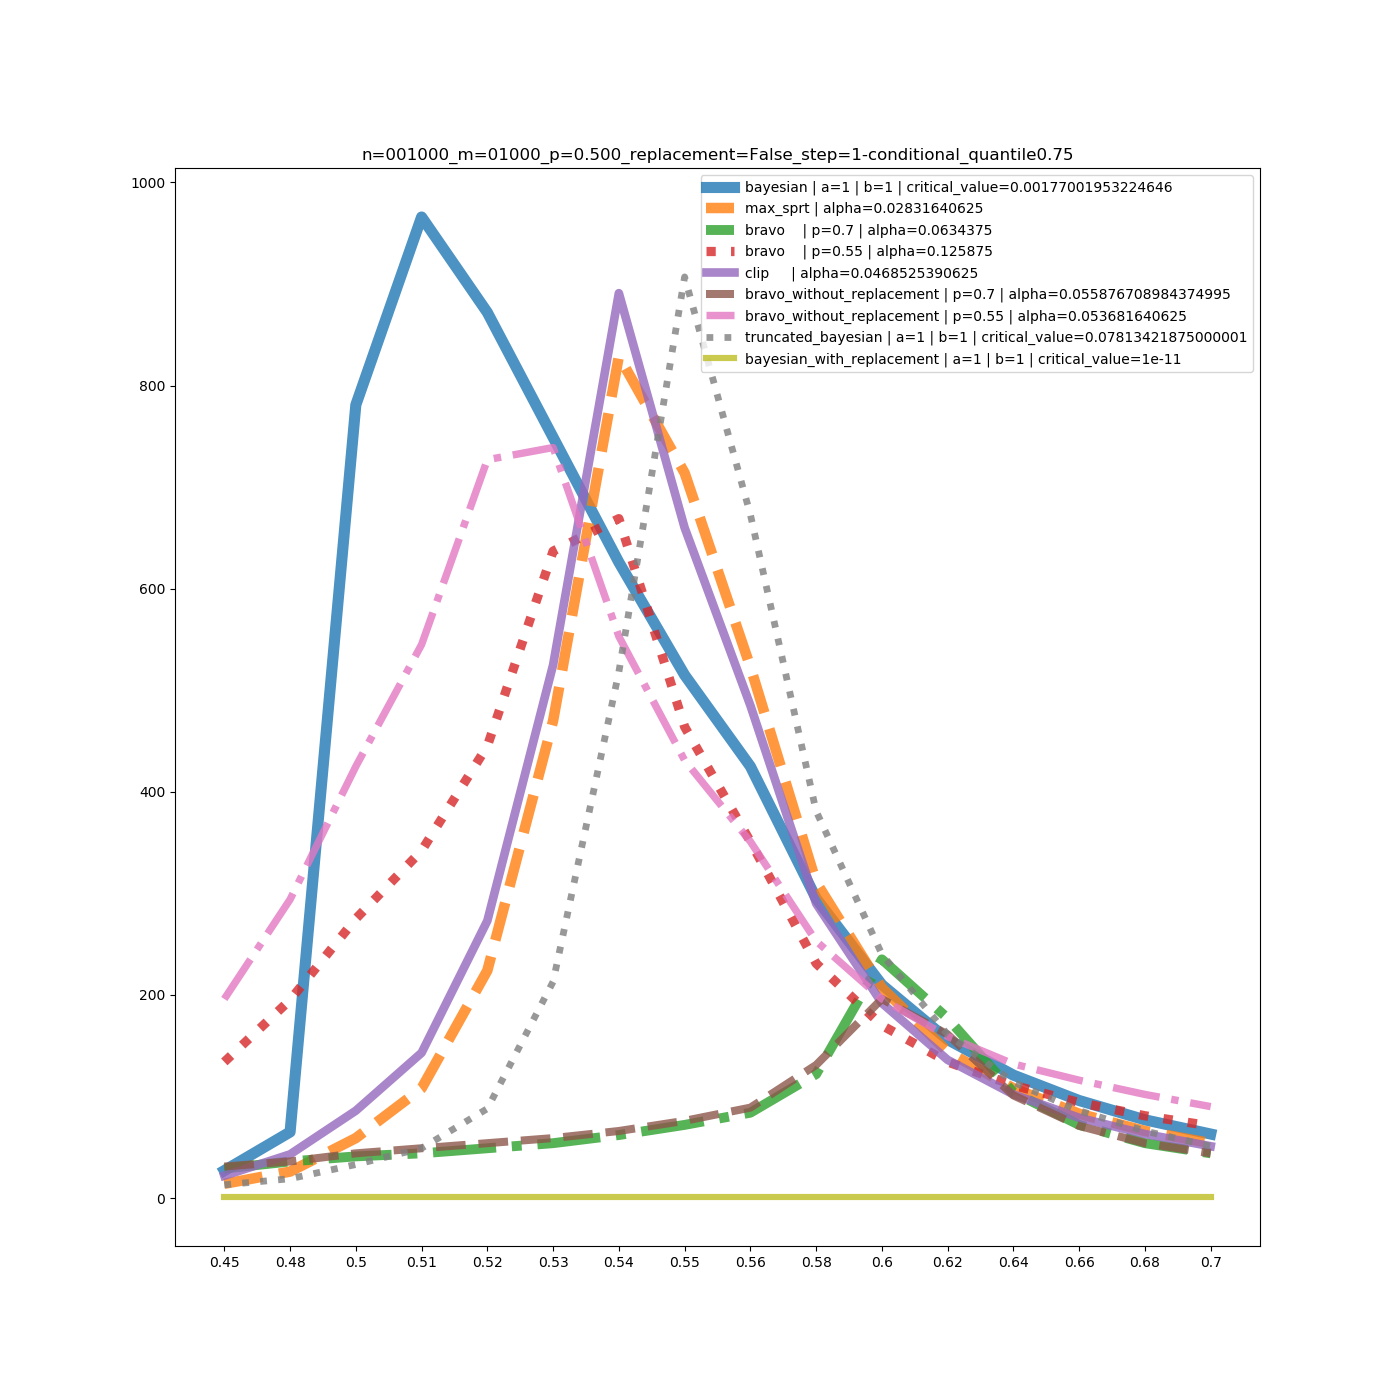 n=001000_m=01000_p=0.500_replacement=False_step=1-conditional_quantile0.75
1000
800
600
400
200
0
bayesian | a=1 | b=1 | critical_value=0.00177001953224646
max_sprt | alpha=0.02831640625
bravo | p=0.7 | alpha=0.0634375
bravo | p=0.55 | alpha=0.125875
clip | alpha=0.0468525390625
bravo_without_replacement | p=0.7 | alpha=0.055876708984374995
bravo_without_replacement | p=0.55 | alpha=0.053681640625
truncated_bayesian | a=1 | b=1 | critical_value=0.07813421875000001
bayesian_with_replacement | a=1 | b=1 | critical_value=1e-11
0.45 0.48 0.5 0.51 0.52 0.53 0.54 0.55 0.56 0.58 0.6 0.62 0.64 0.66 0.68 0.7